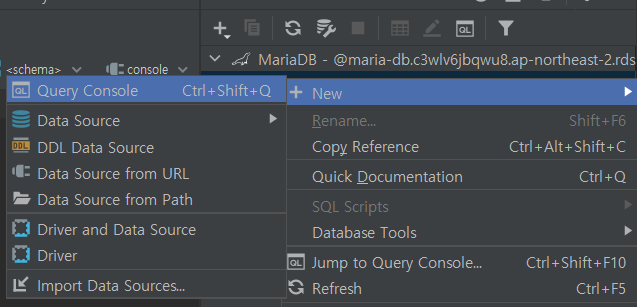 MariaDB - @maria-db.c3wlv6jbqwu8.ap-northeast-2.rds
<schema> console
Query Console Ctrl+Shift+Q
Data Source
DDL Data Source
Data Source from URL
Data Source from Path
Driver and Data Source
Driver
Import Data Sources...
New
Rename... Shift+F6
Copy Reference Ctrl+Alt+Shift+C
Quick Documentation Ctrl+Q
SQL Scripts
Database Tools
Jump to Query Console... Ctrl+Shift+F10
Refresh Ctrl+F5